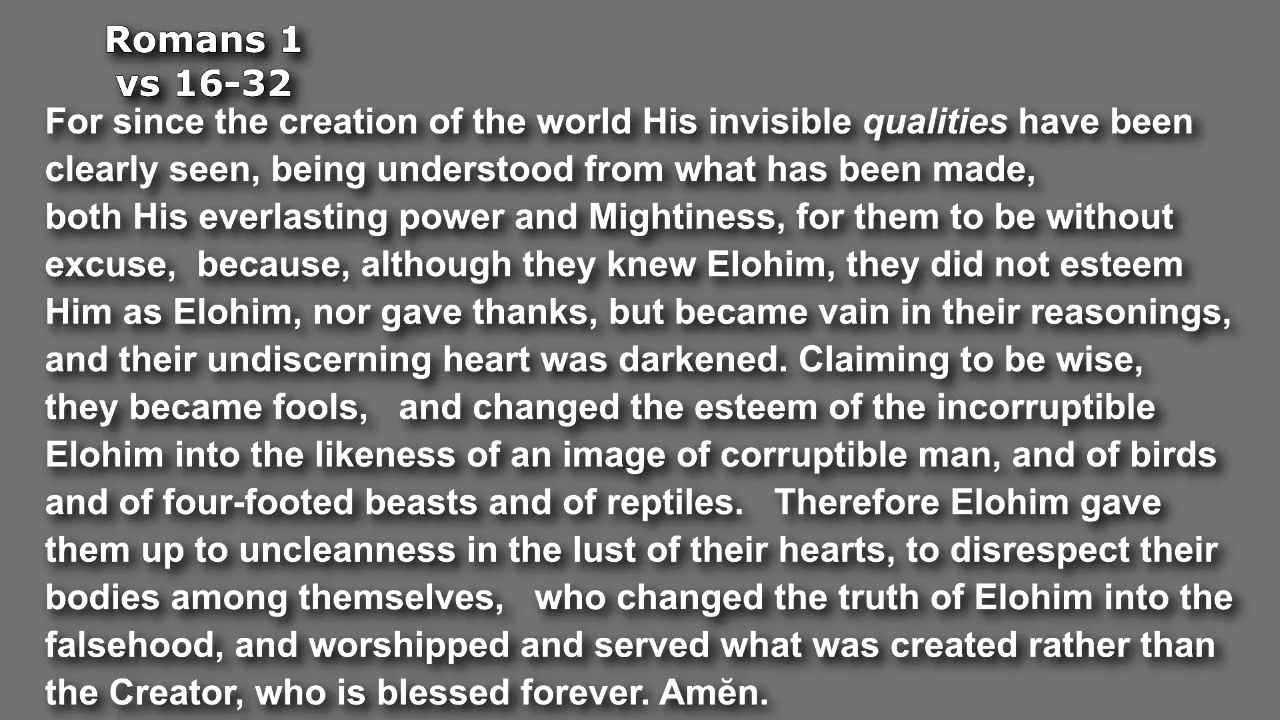 Romans 1
vs 16-32
For since the creation of the world His invisible qualities have been
clearly seen, being understood from what has been made,
both His everlasting power and Mightiness, for them to be without
excuse, because, although they knew Elohim, they did not esteem
Him as Elohim, nor gave thanks, but became vain in their reasonings,
and their undiscerning heart was darkened. Claiming to be wise,
they became fools, and changed the esteem of the incorruptible
Elohim into the likeness of an image of corruptible man, and of birds
and of four-footed beasts and of reptiles. Therefore Elohim gave
them up to uncleanness in the lust of their hearts, to disrespect their
bodies among themselves, who changed the truth of Elohim into the
falsehood, and worshipped and served what was created rather than
the Creator, who is blessed forever. Amĕn.